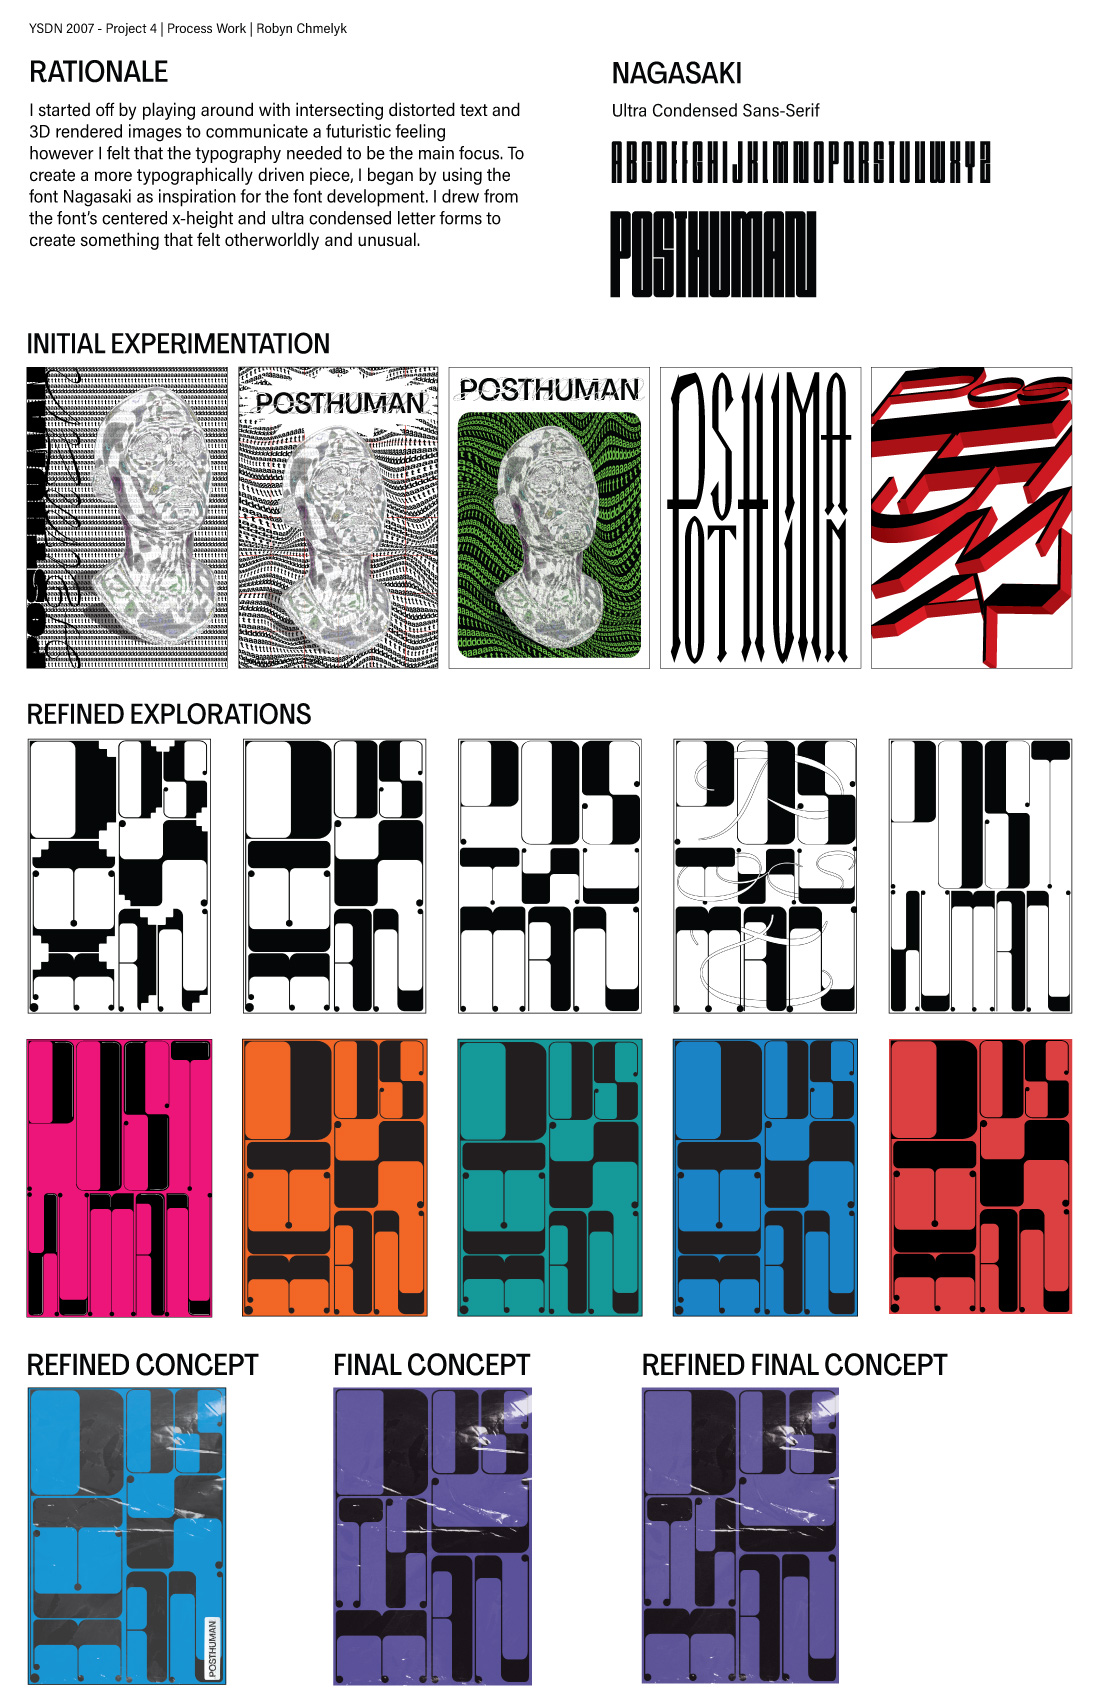 YSDN 2007 - Project 4 | Process Work | Robyn Chmelyk
RATIONALE
I started off by playing around with intersecting distorted text and
3D rendered images to communicate a futuristic feeling
however I felt that the typography needed to be the main focus. To
create a more typographically driven piece, I began by using the
font Nagasaki as inspiration for the font development. I drew from
the font's centered x-height and ultra condensed letter forms to
create something that felt otherworldly and unusual.
NAGASAKI
Ultra Condensed Sans-Serif
ABCDEFGHIJKLMNOPQRSTUVWXYZ
POSTHUMAN
INITIAL EXPERIMENTATION
POSTHUMAN
POSTHUMAN
POSTHUMAN
REFINED EXPLORATIONS
REFINED CONCEPT
FINAL CONCEPT
REFINED FINAL CONCEPT
POSTHUMAN